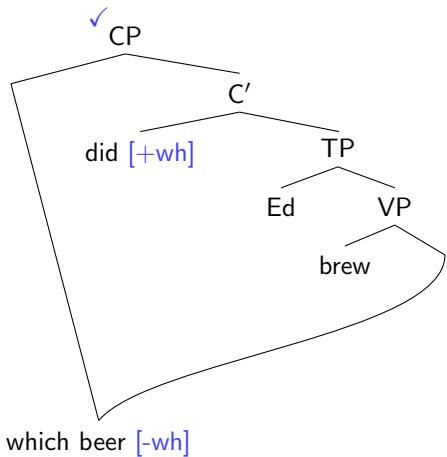 ✓
CP
C′
did [+wh]
TP
Ed
VP
brew
which beer [-wh]